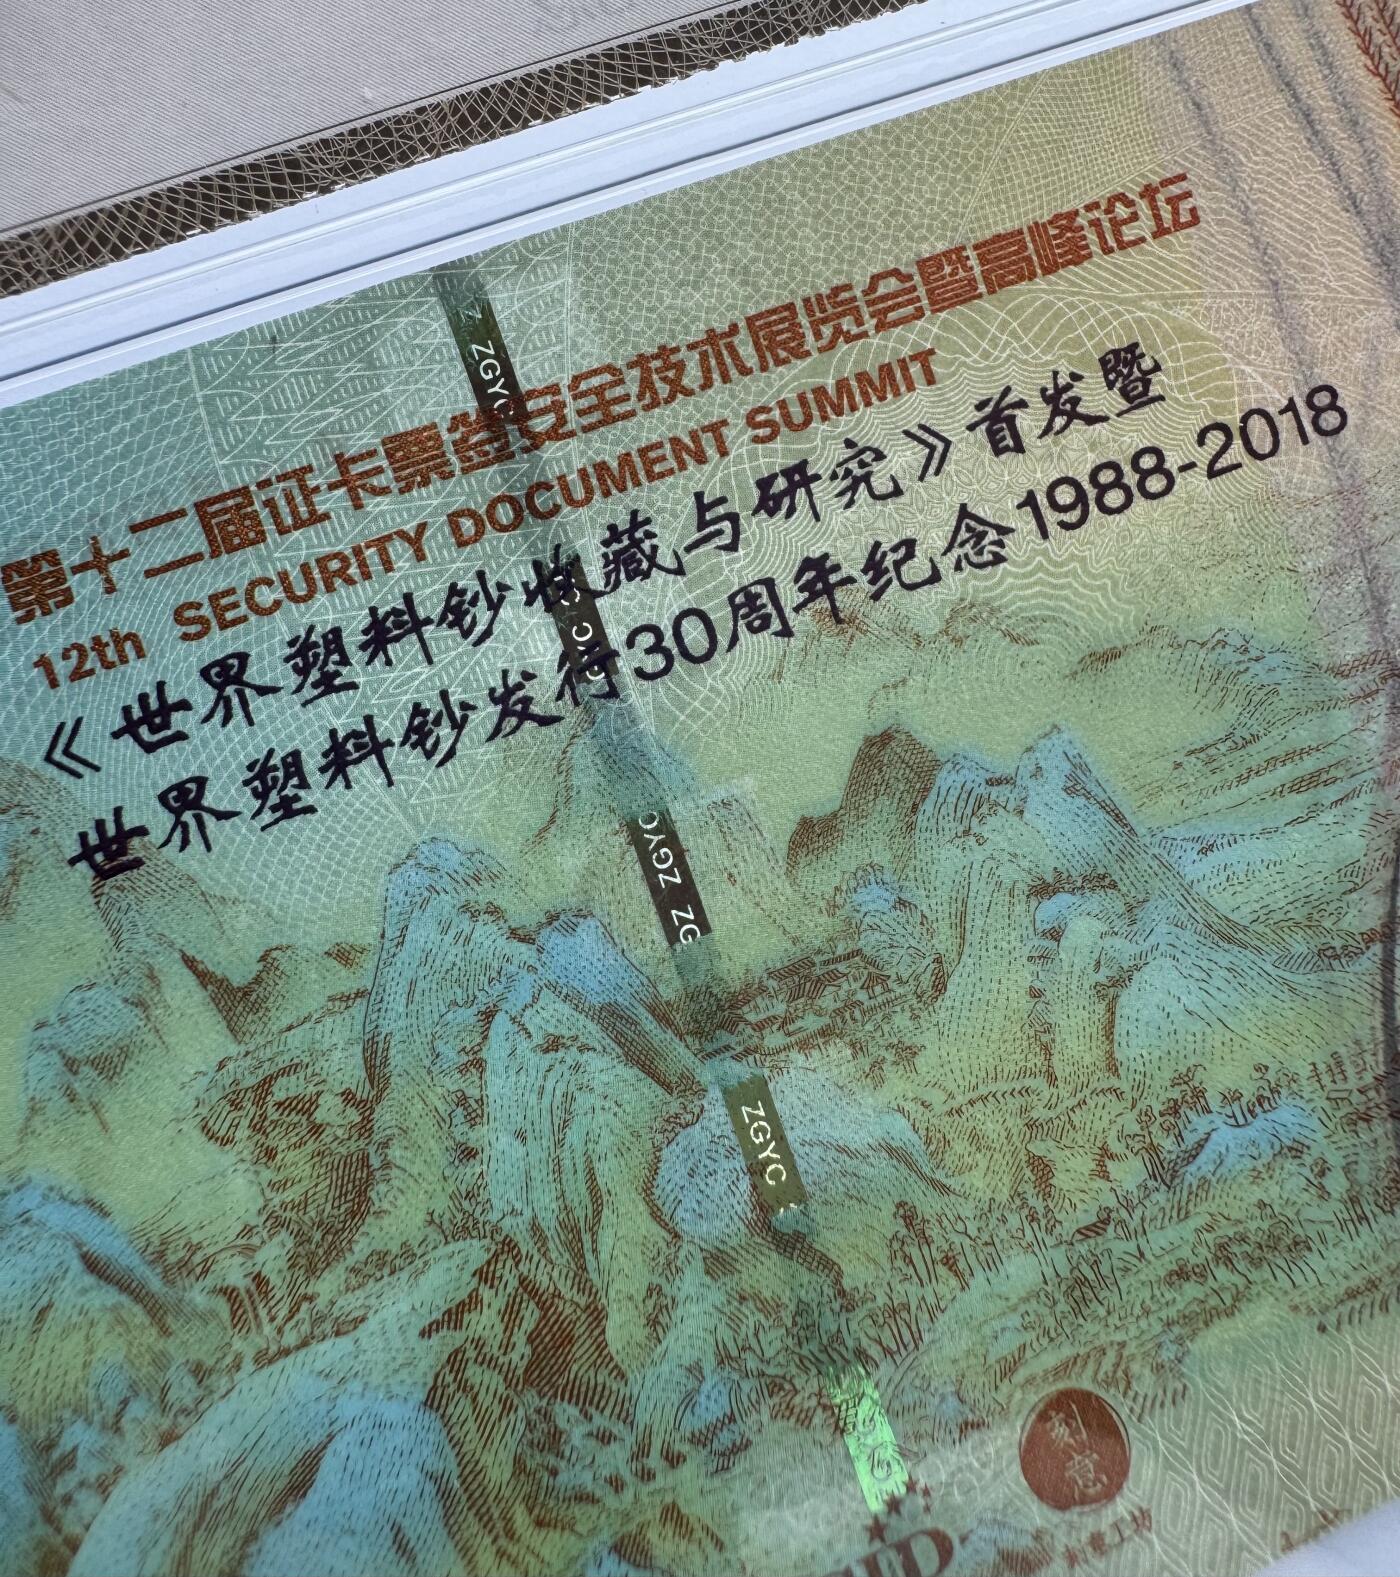 第十二届证卡票签安全技术展览会暨高峰论坛
12th SECURITY DOCUMENT SUMMIT
《世界塑料钞收藏与研究》首发暨
世界塑料钞发行30周年纪念1988-2018
ZGYC
ZGYC ZG
ZGYC
刻意